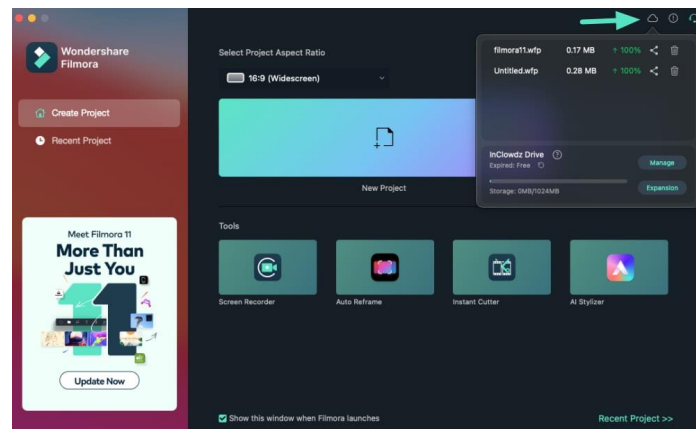 Wondershare
Filmora
Create Project
Recent Project
Meet Filmora 11
More Than
Just You
Update Now
Select Project Aspect Ratio
16:9 (Widescreen)
New Project
Tools
Screen Recorder
Auto Reframe
Instant Cutter
AI Stylizer
Show this window when Filmora launches
Recent Project >>
filmora11.wfp 0.17 MB ↑ 100%
Untitled.wfp 0.28 MB ↑ 100%
InClowdz Drive ?
Expired: Free
Manage
Storage: 0MB/1024MB
Expansion